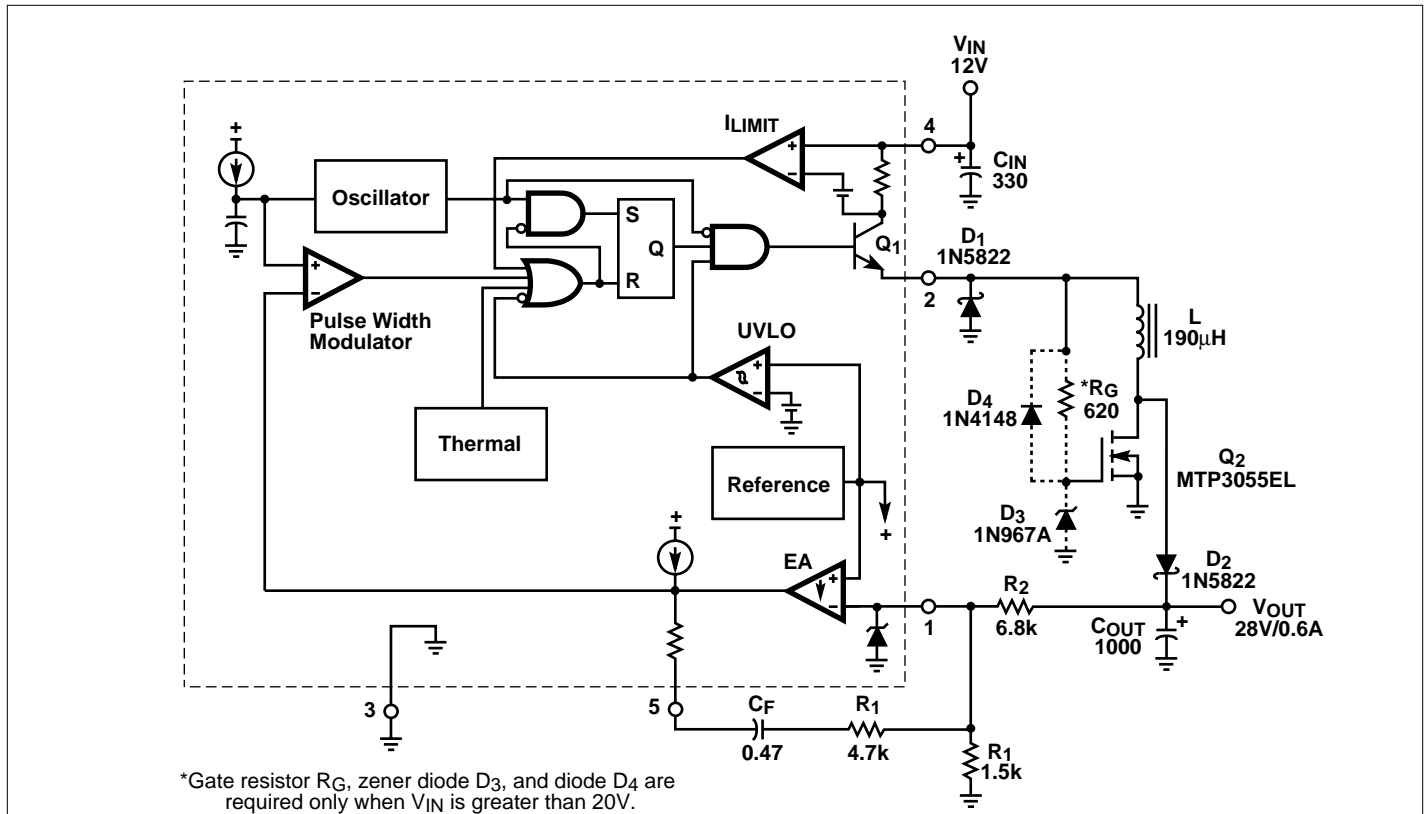 VIN
12V
ILIMIT
4
+
CIN
330
+
Oscillator
+
−
S
Q
R
Q1
D1
1N5822
2
+
−
Pulse Width
Modulator
UVLO
L
190µH
+
−
*RG
620
D4
1N4148
Thermal
Reference
Q2
MTP3055EL
+
D3
1N967A
+
EA
+
−
1
R2
6.8k
D2
1N5822
VOUT
28V/0.6A
COUT
1000
+
3
5
CF
0.47
R1
4.7k
R1
1.5k
*Gate resistor RG, zener diode D3, and diode D4 are
required only when VIN is greater than 20V.